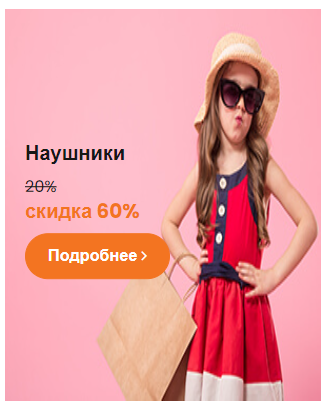 Наушники
20%
скидка 60%
Подробнее ›